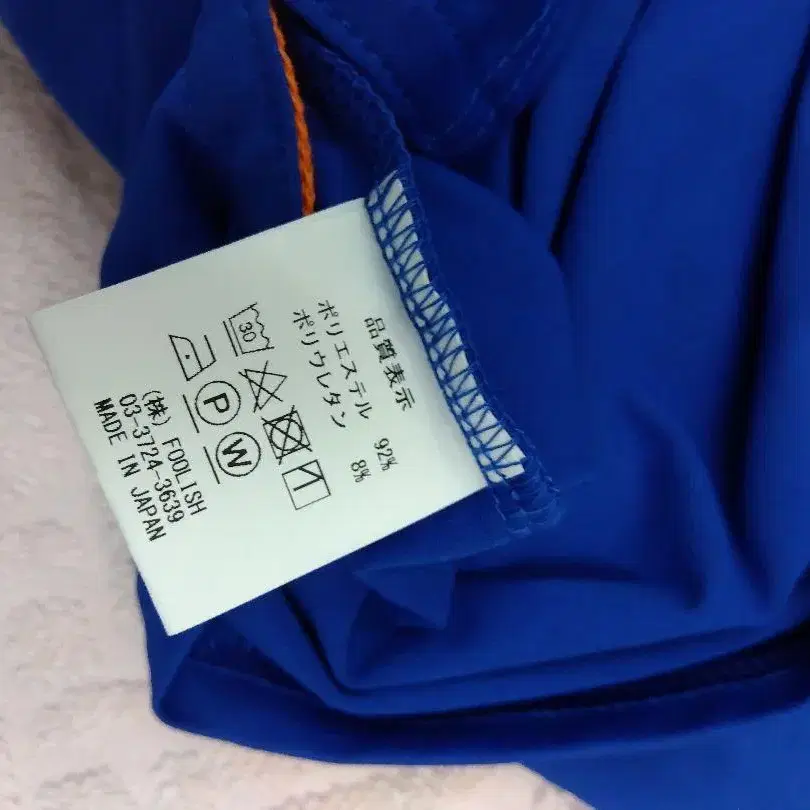 品質表示
ポリエステル 92%
ポリウレタン 8%
30
P
W
(株) FOOLISH
03-3724-3639
MADE IN JAPAN